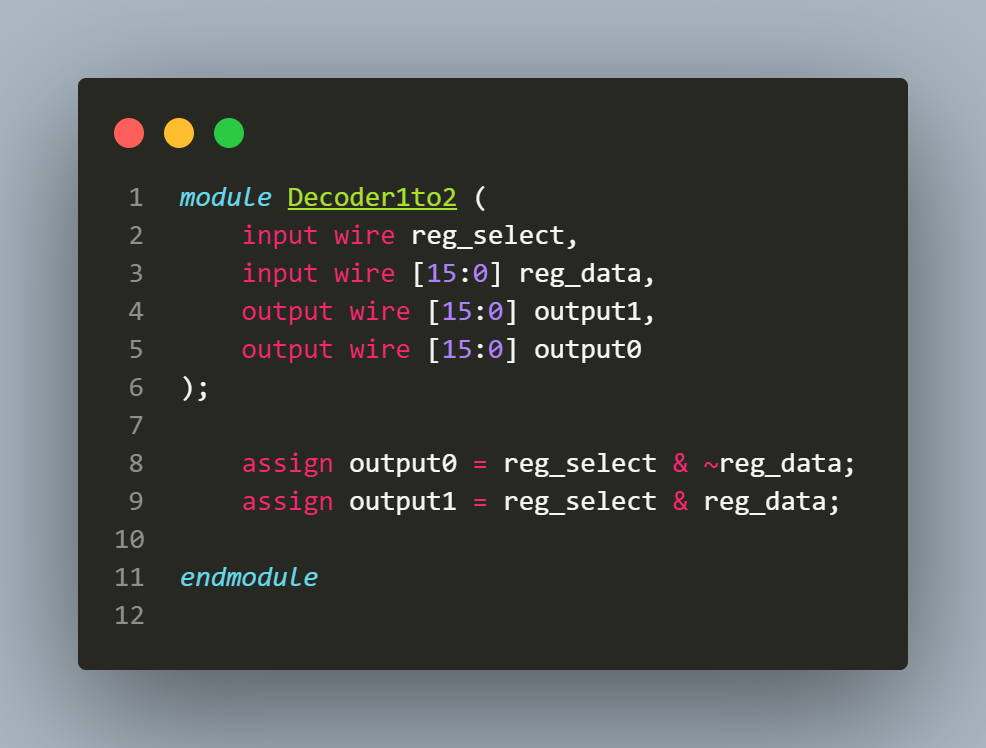 1 module Decoder1to2 (
2     input wire reg_select,
3     input wire [15:0] reg_data,
4     output wire [15:0] output1,
5     output wire [15:0] output0
6 );
7
8     assign output0 = reg_select & ~reg_data;
9     assign output1 = reg_select & reg_data;
10
11 endmodule
12